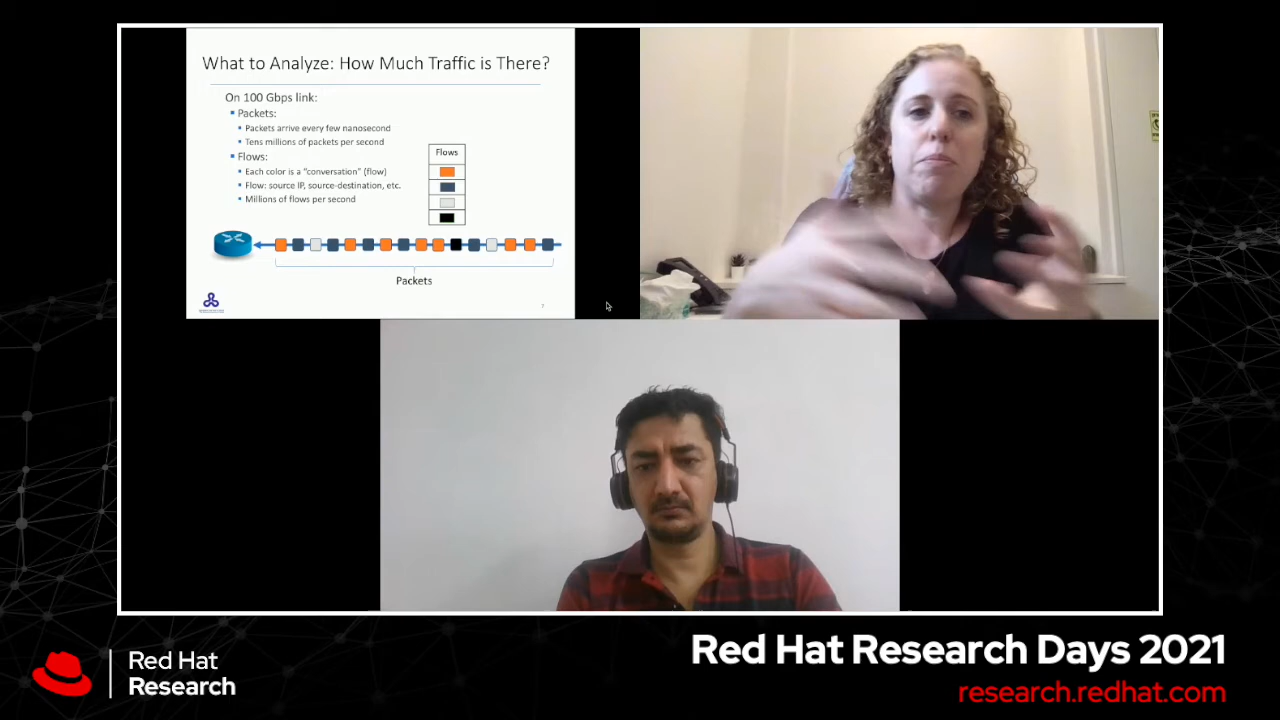 What to Analyze: How Much Traffic is There?
On 100 Gbps link:
Packets:
Packets arrive every few nanosecond
Tens millions of packets per second
Flows:
Each color is a "conversation" (flow)
Flow: source IP, source-destination, etc.
Millions of flows per second
Flows
Packets
7
Red Hat
Research
Red Hat Research Days 2021
research.redhat.com